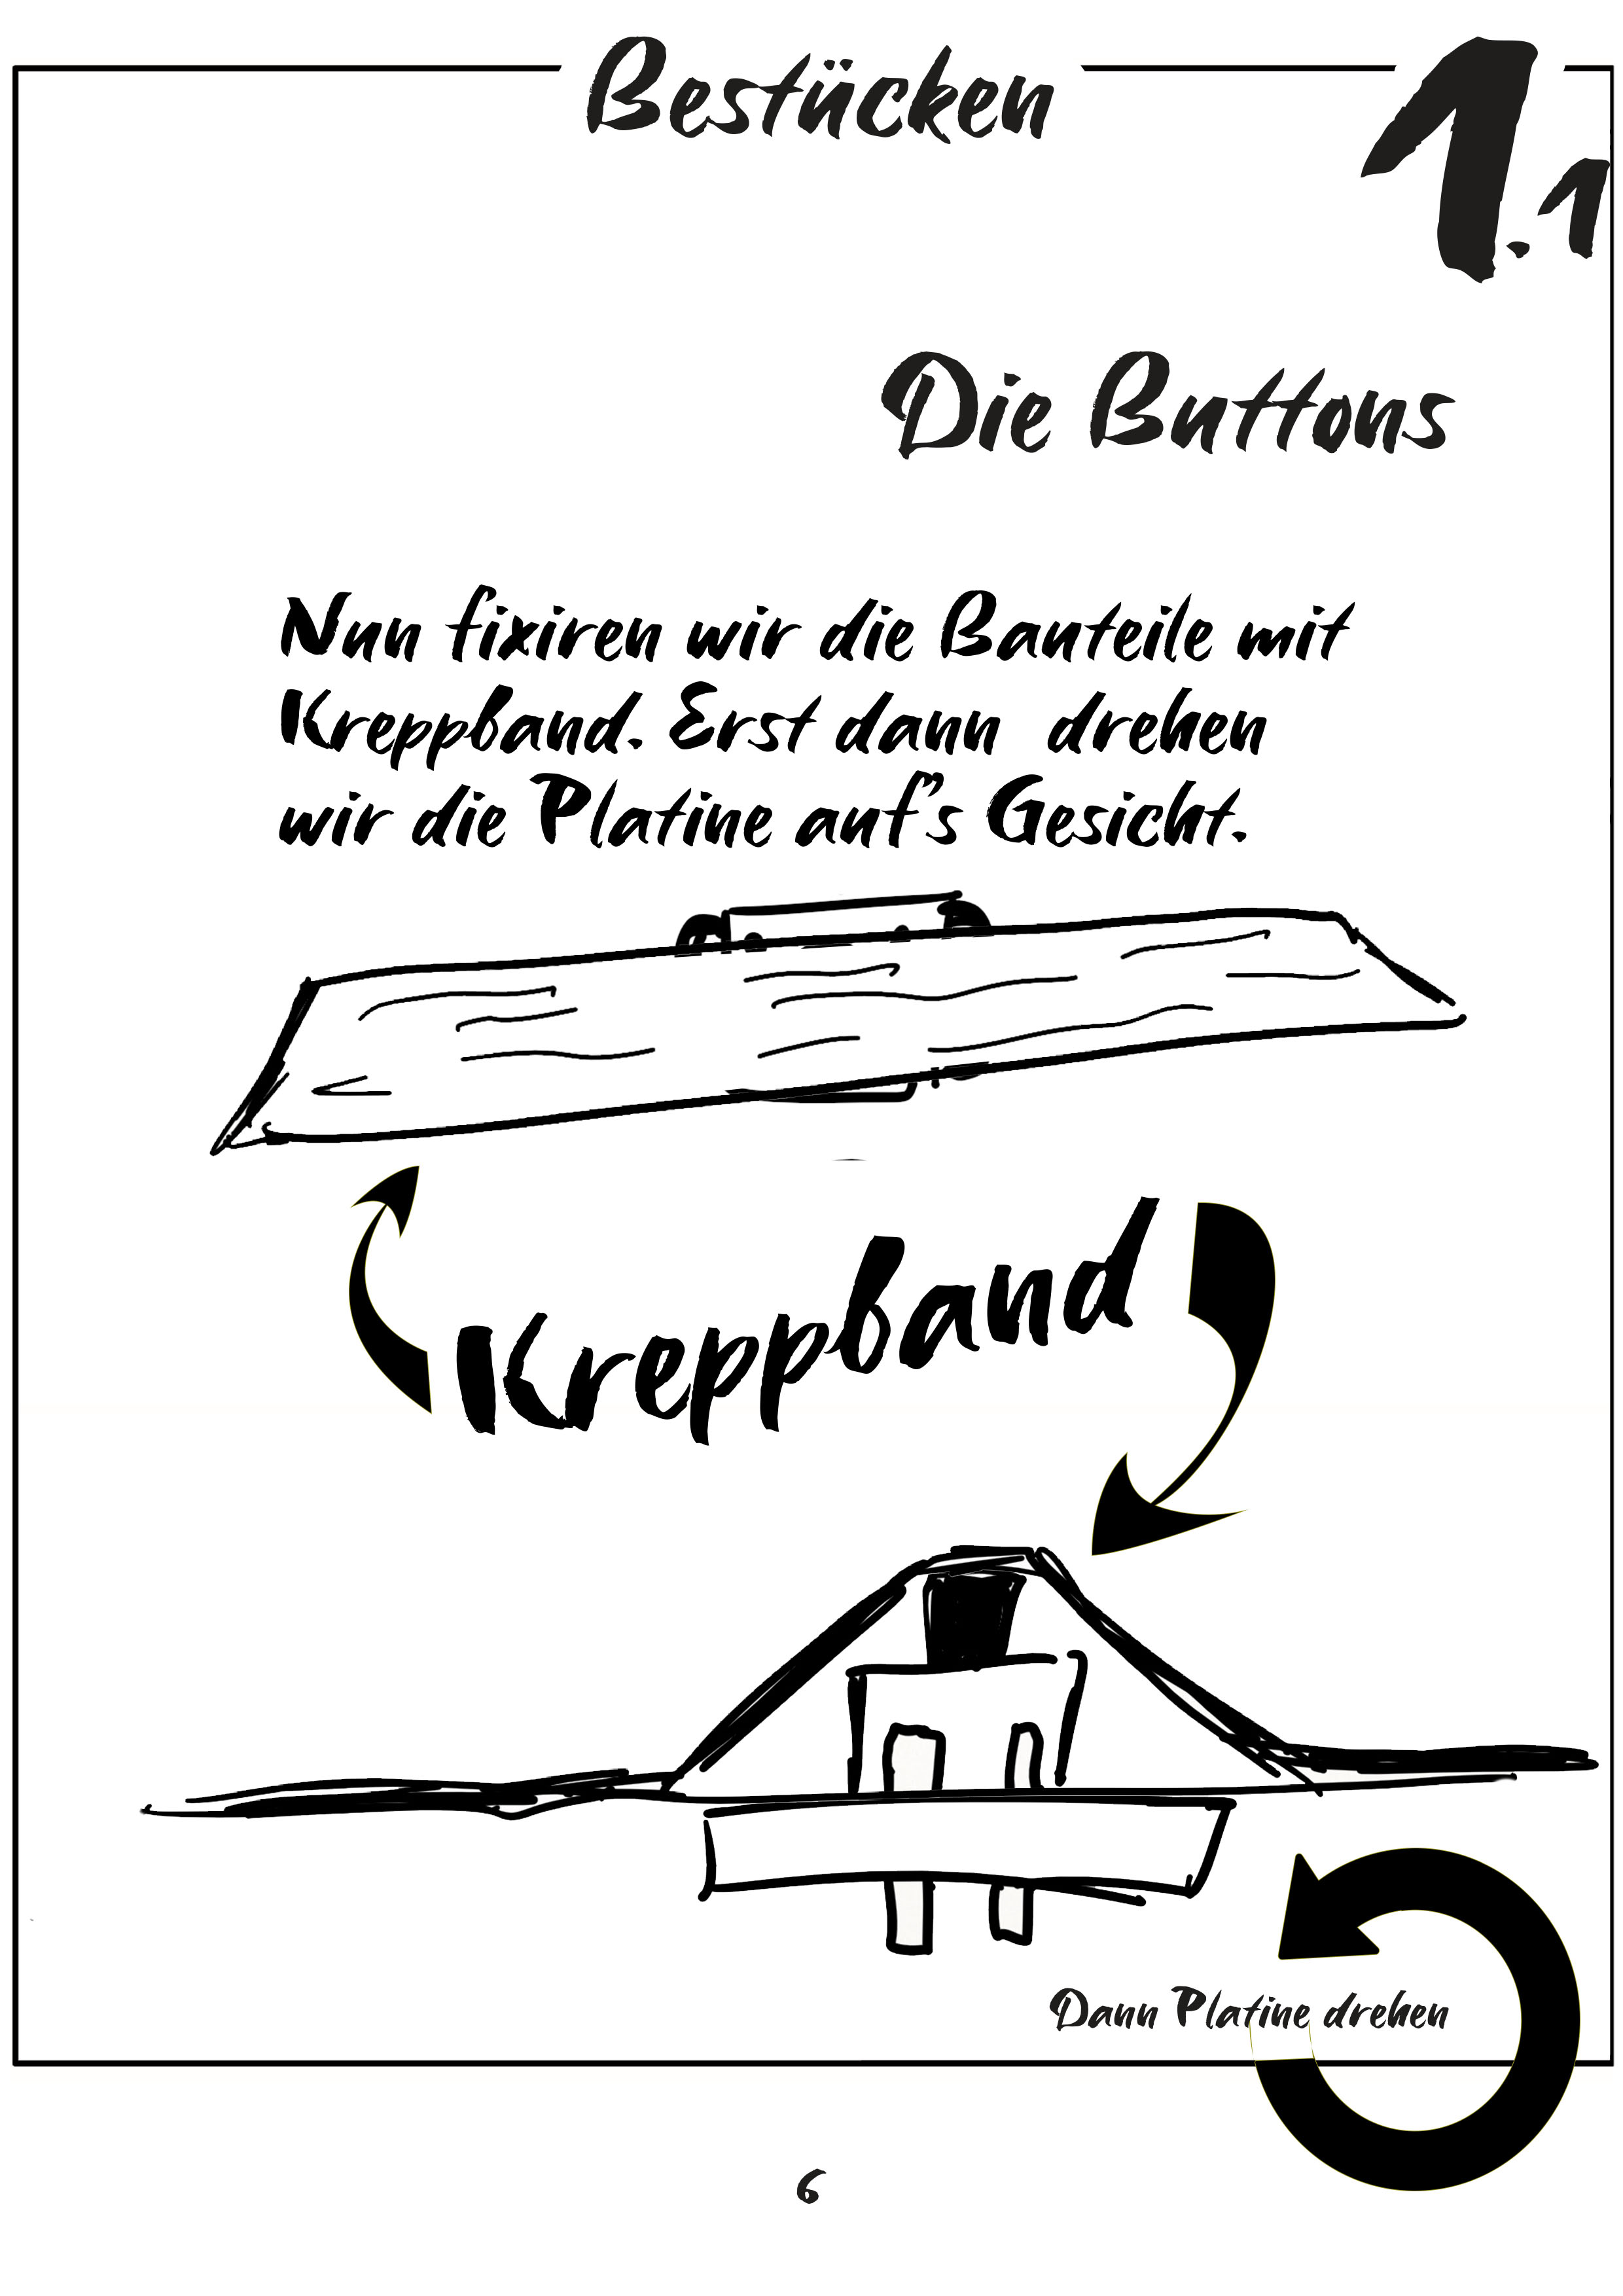 Bestücken
1.1
Die Buttons
Nun fixiren wir die Bauteile mit
Kreppband. Erst dann drehen
wir die Platine auf's Gesicht.
Kreppband
Dann Platine drehen
6